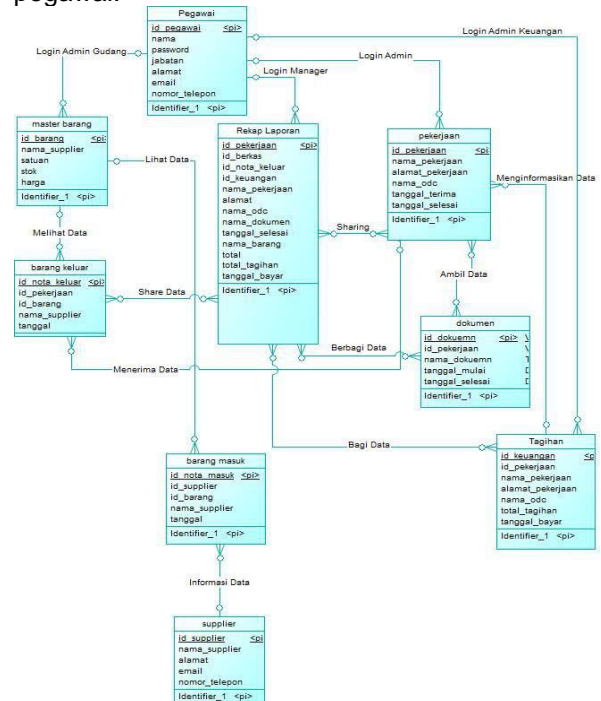 pegawai.
Pegawai
id_pegawai <pi>
nama
password
jabatan
alamat
email
nomor_telepon
Identifier_1 <pi>
Login Admin Gudang
Login Manager
Login Admin
Login Admin Keuangan
master barang
id_barang <pi>
nama_supplier
satuan
stok
harga
Identifier_1 <pi>
Lihat Data
Rekap Laporan
id_pekerjaan <pi>
id_berkas
id_nota_keluar
id_keuangan
nama_pekerjaan
alamat
nama_odc
nama_dokumen
tanggal_selesai
nama_barang
total
total_tagihan
tanggal_bayar
Identifier_1 <pi>
pekerjaan
id_pekerjaan <pi
nama_pekerjaan
alamat_pekerjaan
nama_odc
tanggal_terima
tanggal_selesai
Identifier_1 <pi>
Menginformasikan Data
Sharing
Melihat Data
barang keluar
id_nota_keluar <pi>
id_pekerjaan
id_barang
nama_supplier
tanggal
Identifier_1 <pi>
Share Data
Ambil Data
dokumen
id_dokuemn <pi>
id_pekerjaan
nama_dokuemn
tanggal_mulai D
tanggal_selesai D
Identifier_1 <pi>
Berbagi Data
Menerima Data
Bagi Data
Tagihan
id_keuangan <p
id_pekerjaan
nama_pekerjaan
alamat_pekerjaan
nama_odc
total_tagihan
tanggal_bayar
Identifier_1 <pi>
barang masuk
id_nota_masuk <pi>
id_supplier
id_barang
nama_supplier
tanggal
Identifier_1 <pi>
Informasi Data
supplier
id_supplier <pi
nama_supplier
alamat
email
nomor_telepon
Identifier_1 <pi>